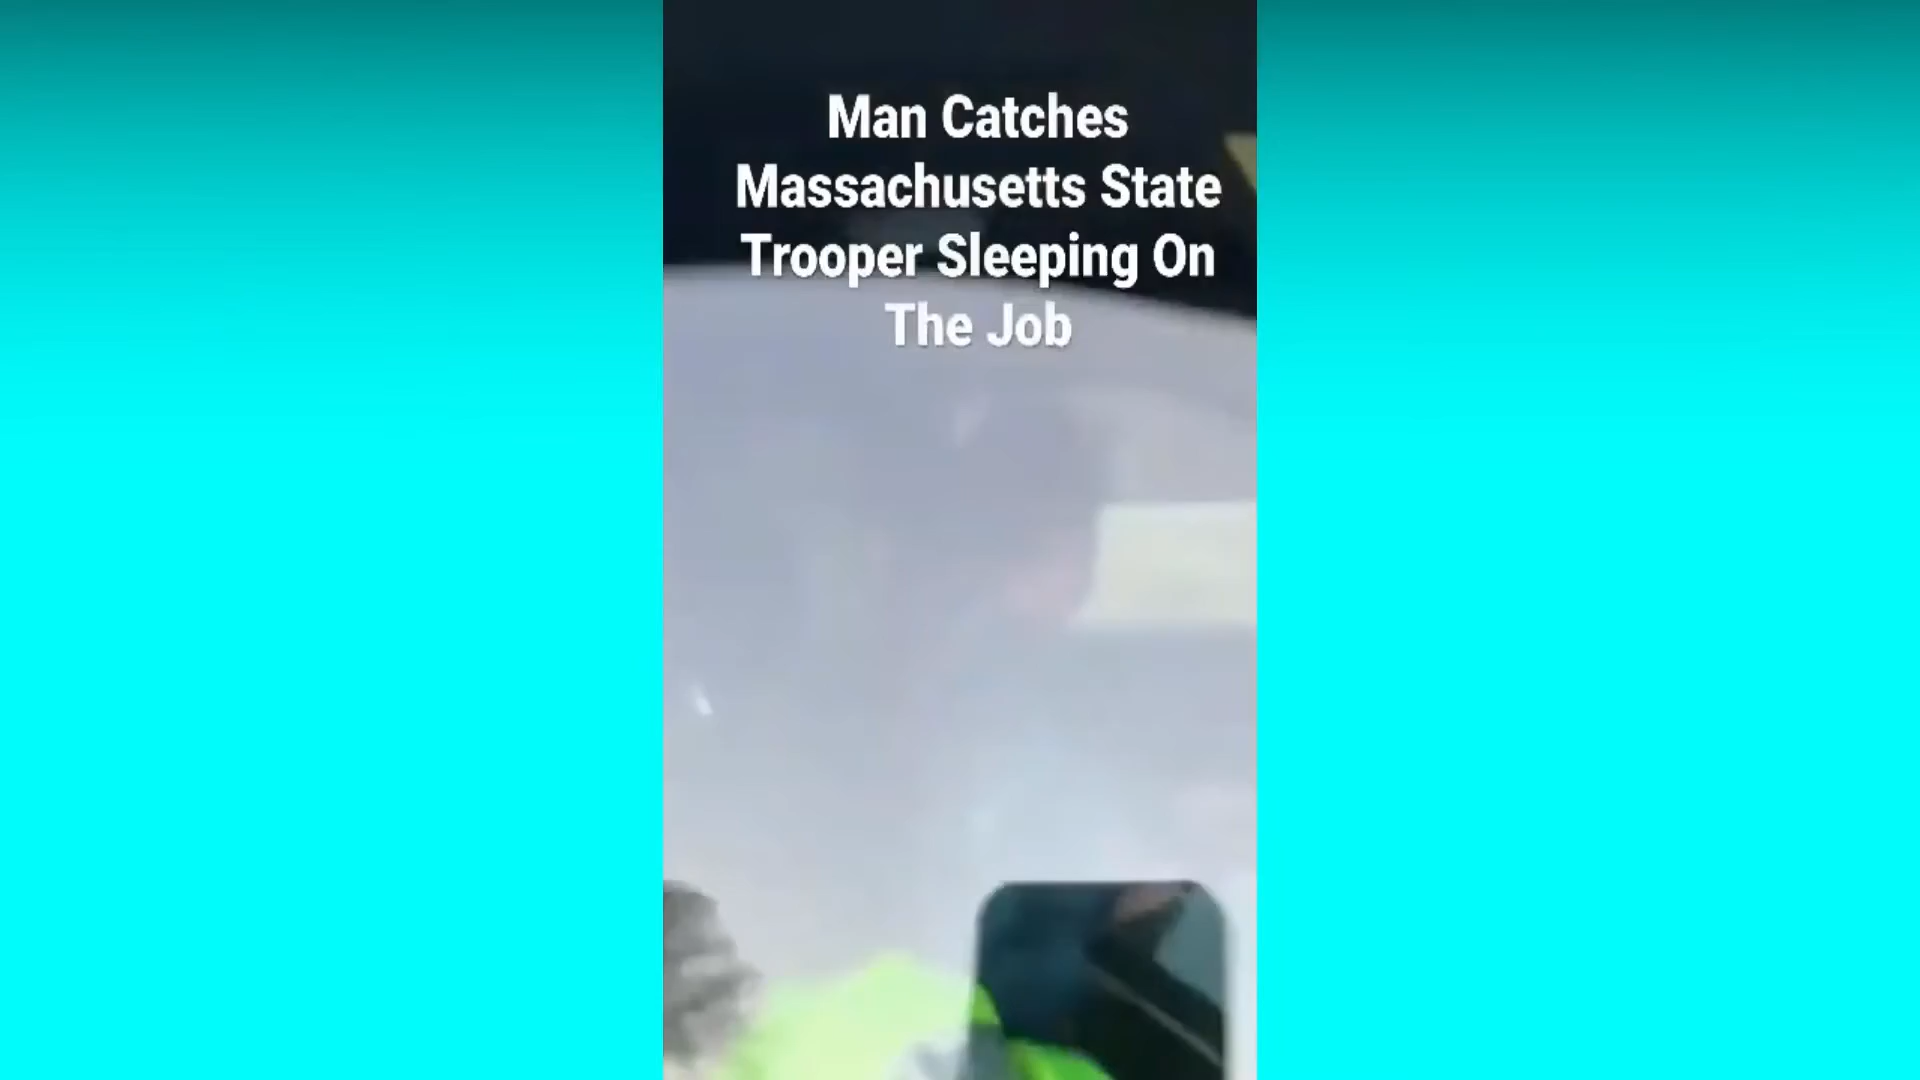 Man Catches
Massachusetts State
Trooper Sleeping On
The Job